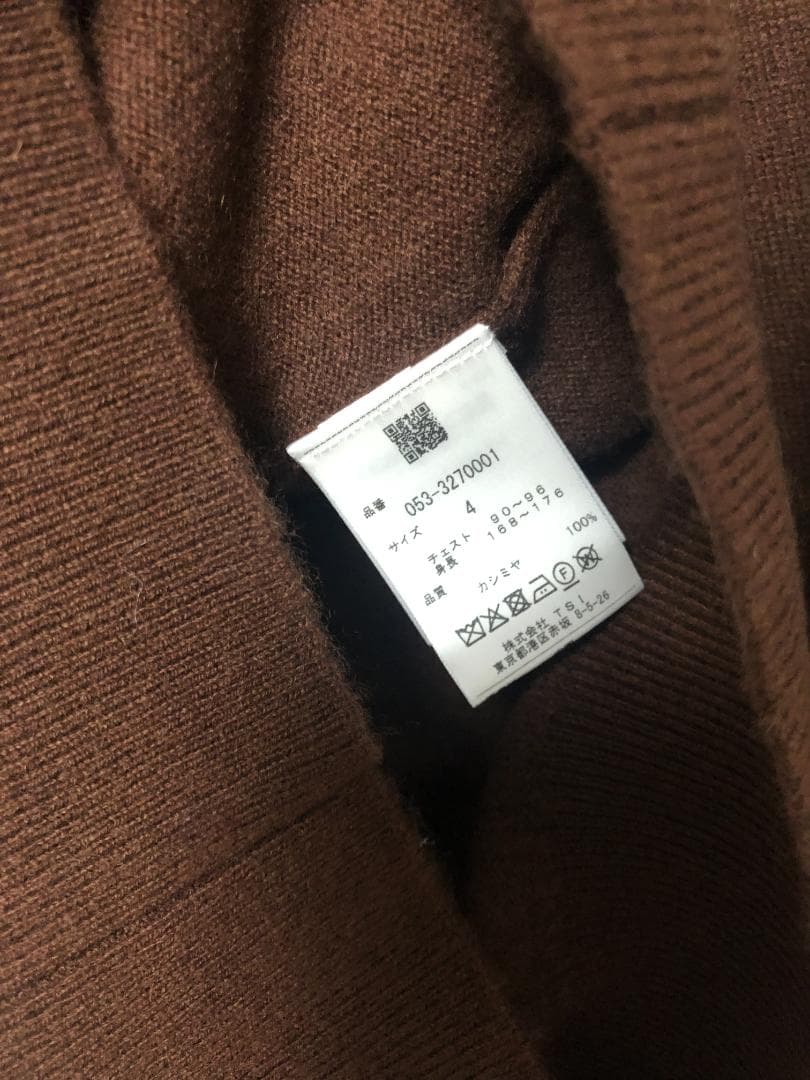 品番 053-3270001
サイズ 4
チェスト 90~96
身長 168~176
品質 カシミヤ 100%
F W
株式会社 TSI
東京都港区赤坂 8-5-26